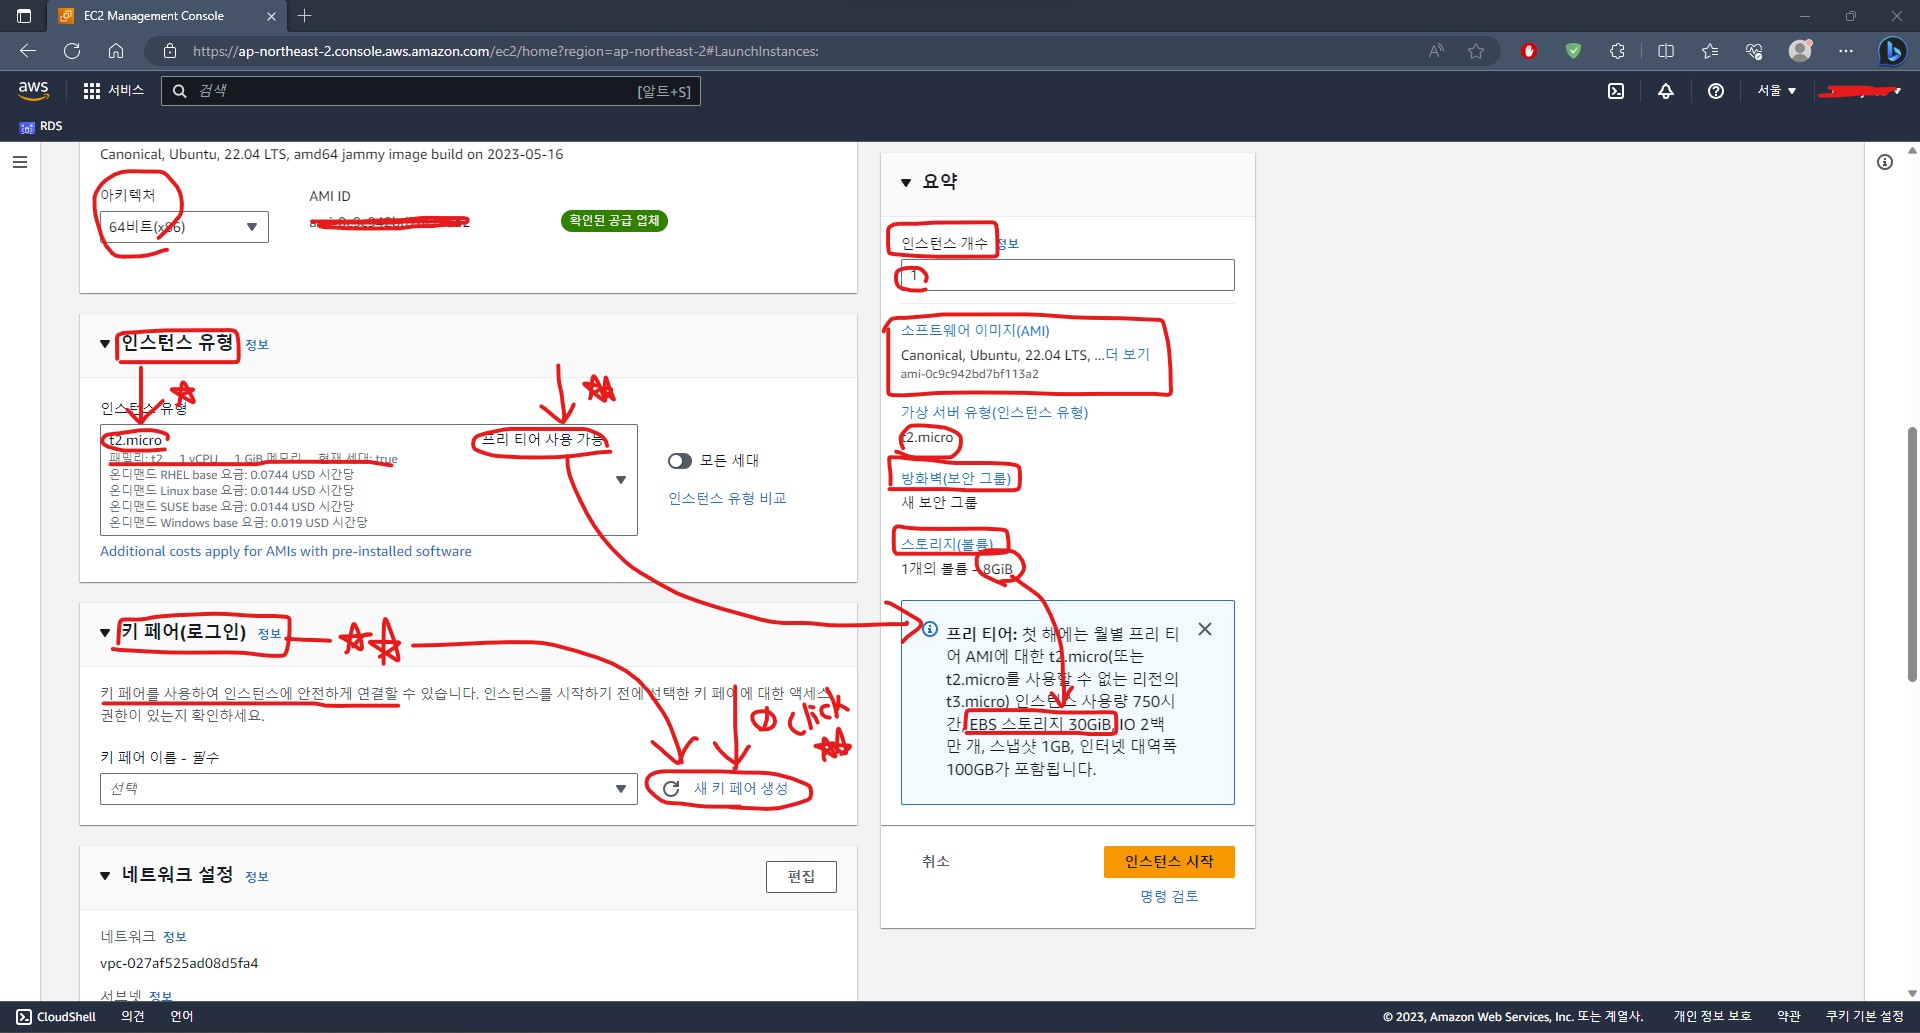 EC2 Management Console
https://ap-northeast-2.console.aws.amazon.com/ec2/home?region=ap-northeast-2#LaunchInstances:
aws
서비스
검색
[알트+S]
서울
RDS
Canonical, Ubuntu, 22.04 LTS, amd64 jammy image build on 2023-05-16
아키텍처
64비트(x86)
AMI ID
확인된 공급 업체
인스턴스 유형 정보
인스턴스 유형
t2.micro
프리 티어 사용 가능
패밀리: t2 1 vCPU 1 GiB 메모리 현재 세대: true
온디맨드 RHEL base 요금: 0.0744 USD 시간당
온디맨드 Linux base 요금: 0.0144 USD 시간당
온디맨드 SUSE base 요금: 0.0144 USD 시간당
온디맨드 Windows base 요금: 0.019 USD 시간당
모든 세대
인스턴스 유형 비교
Additional costs apply for AMIs with pre-installed software
키 페어(로그인) 정보
키 페어를 사용하여 인스턴스에 안전하게 연결할 수 있습니다. 인스턴스를 시작하기 전에 선택한 키 페어에 대한 액세스
권한이 있는지 확인하세요.
click
키 페어 이름 - 필수
선택
새 키 페어 생성
네트워크 설정 정보
편집
네트워크 정보
vpc-027af525ad08d5fa4
서브넷 정보
요약
인스턴스 개수 정보
1
소프트웨어 이미지(AMI)
Canonical, Ubuntu, 22.04 LTS, ...더 보기
ami-0c9c942bd7bf113a2
가상 서버 유형(인스턴스 유형)
t2.micro
방화벽(보안 그룹)
새 보안 그룹
스토리지(볼륨)
1개의 볼륨 - 8GiB
프리 티어: 첫 해에는 월별 프리 티
어 AMI에 대한 t2.micro(또는
t2.micro를 사용할 수 없는 리전의
t3.micro) 인스턴스 사용량 750시
간, EBS 스토리지 30GiB, IO 2백
만 개, 스냅샷 1GB, 인터넷 대역폭
100GB가 포함됩니다.
취소
인스턴스 시작
명령 검토
CloudShell
의견
언어
© 2023, Amazon Web Services, Inc. 또는 계열사.
개인 정보 보호
약관
쿠키 기본 설정